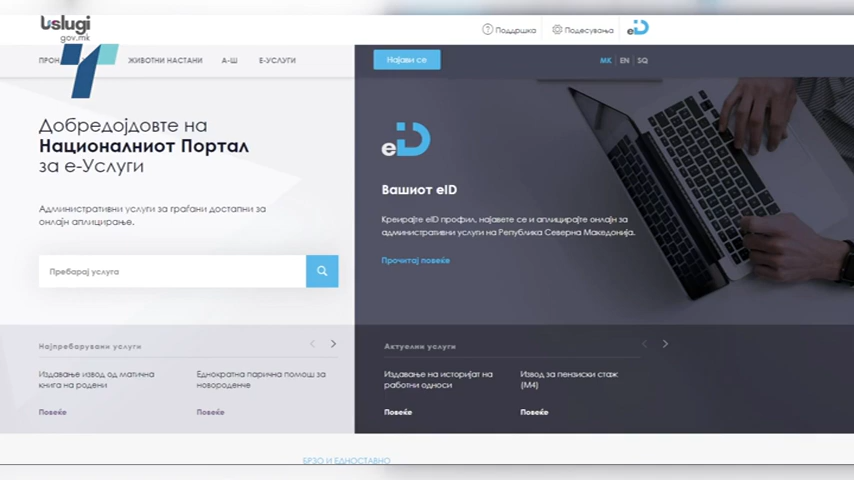 uslugi
gov.mk
Поддршка
Подесувања
eID
ЖИВОТНИ НАСТАНИ
А-Ш
Е-УСЛУГИ
Најави се
МК
EN
SQ
Добредојдовте на
Националниот Портал
за е-Услуги
Административни услуги за граѓани достапни за
онлајн аплицирање.
Пребарај услуга
eID
Вашиот eID
Креирајте eID профил, најавете се и аплицирајте онлајн за
административни услуги на Република Северна Македонија.
Прочитај повеќе
Најпребарувани услуги
Издавање извод од матична
книга на родени
Повеќе
Еднократна парична помош за
новороденче
Повеќе
Актуелни услуги
Издавање на историјат на
работни односи
Повеќе
Извод за пензиски стаж
(М4)
Повеќе
БРЗО И ЕДНОСТАВНО